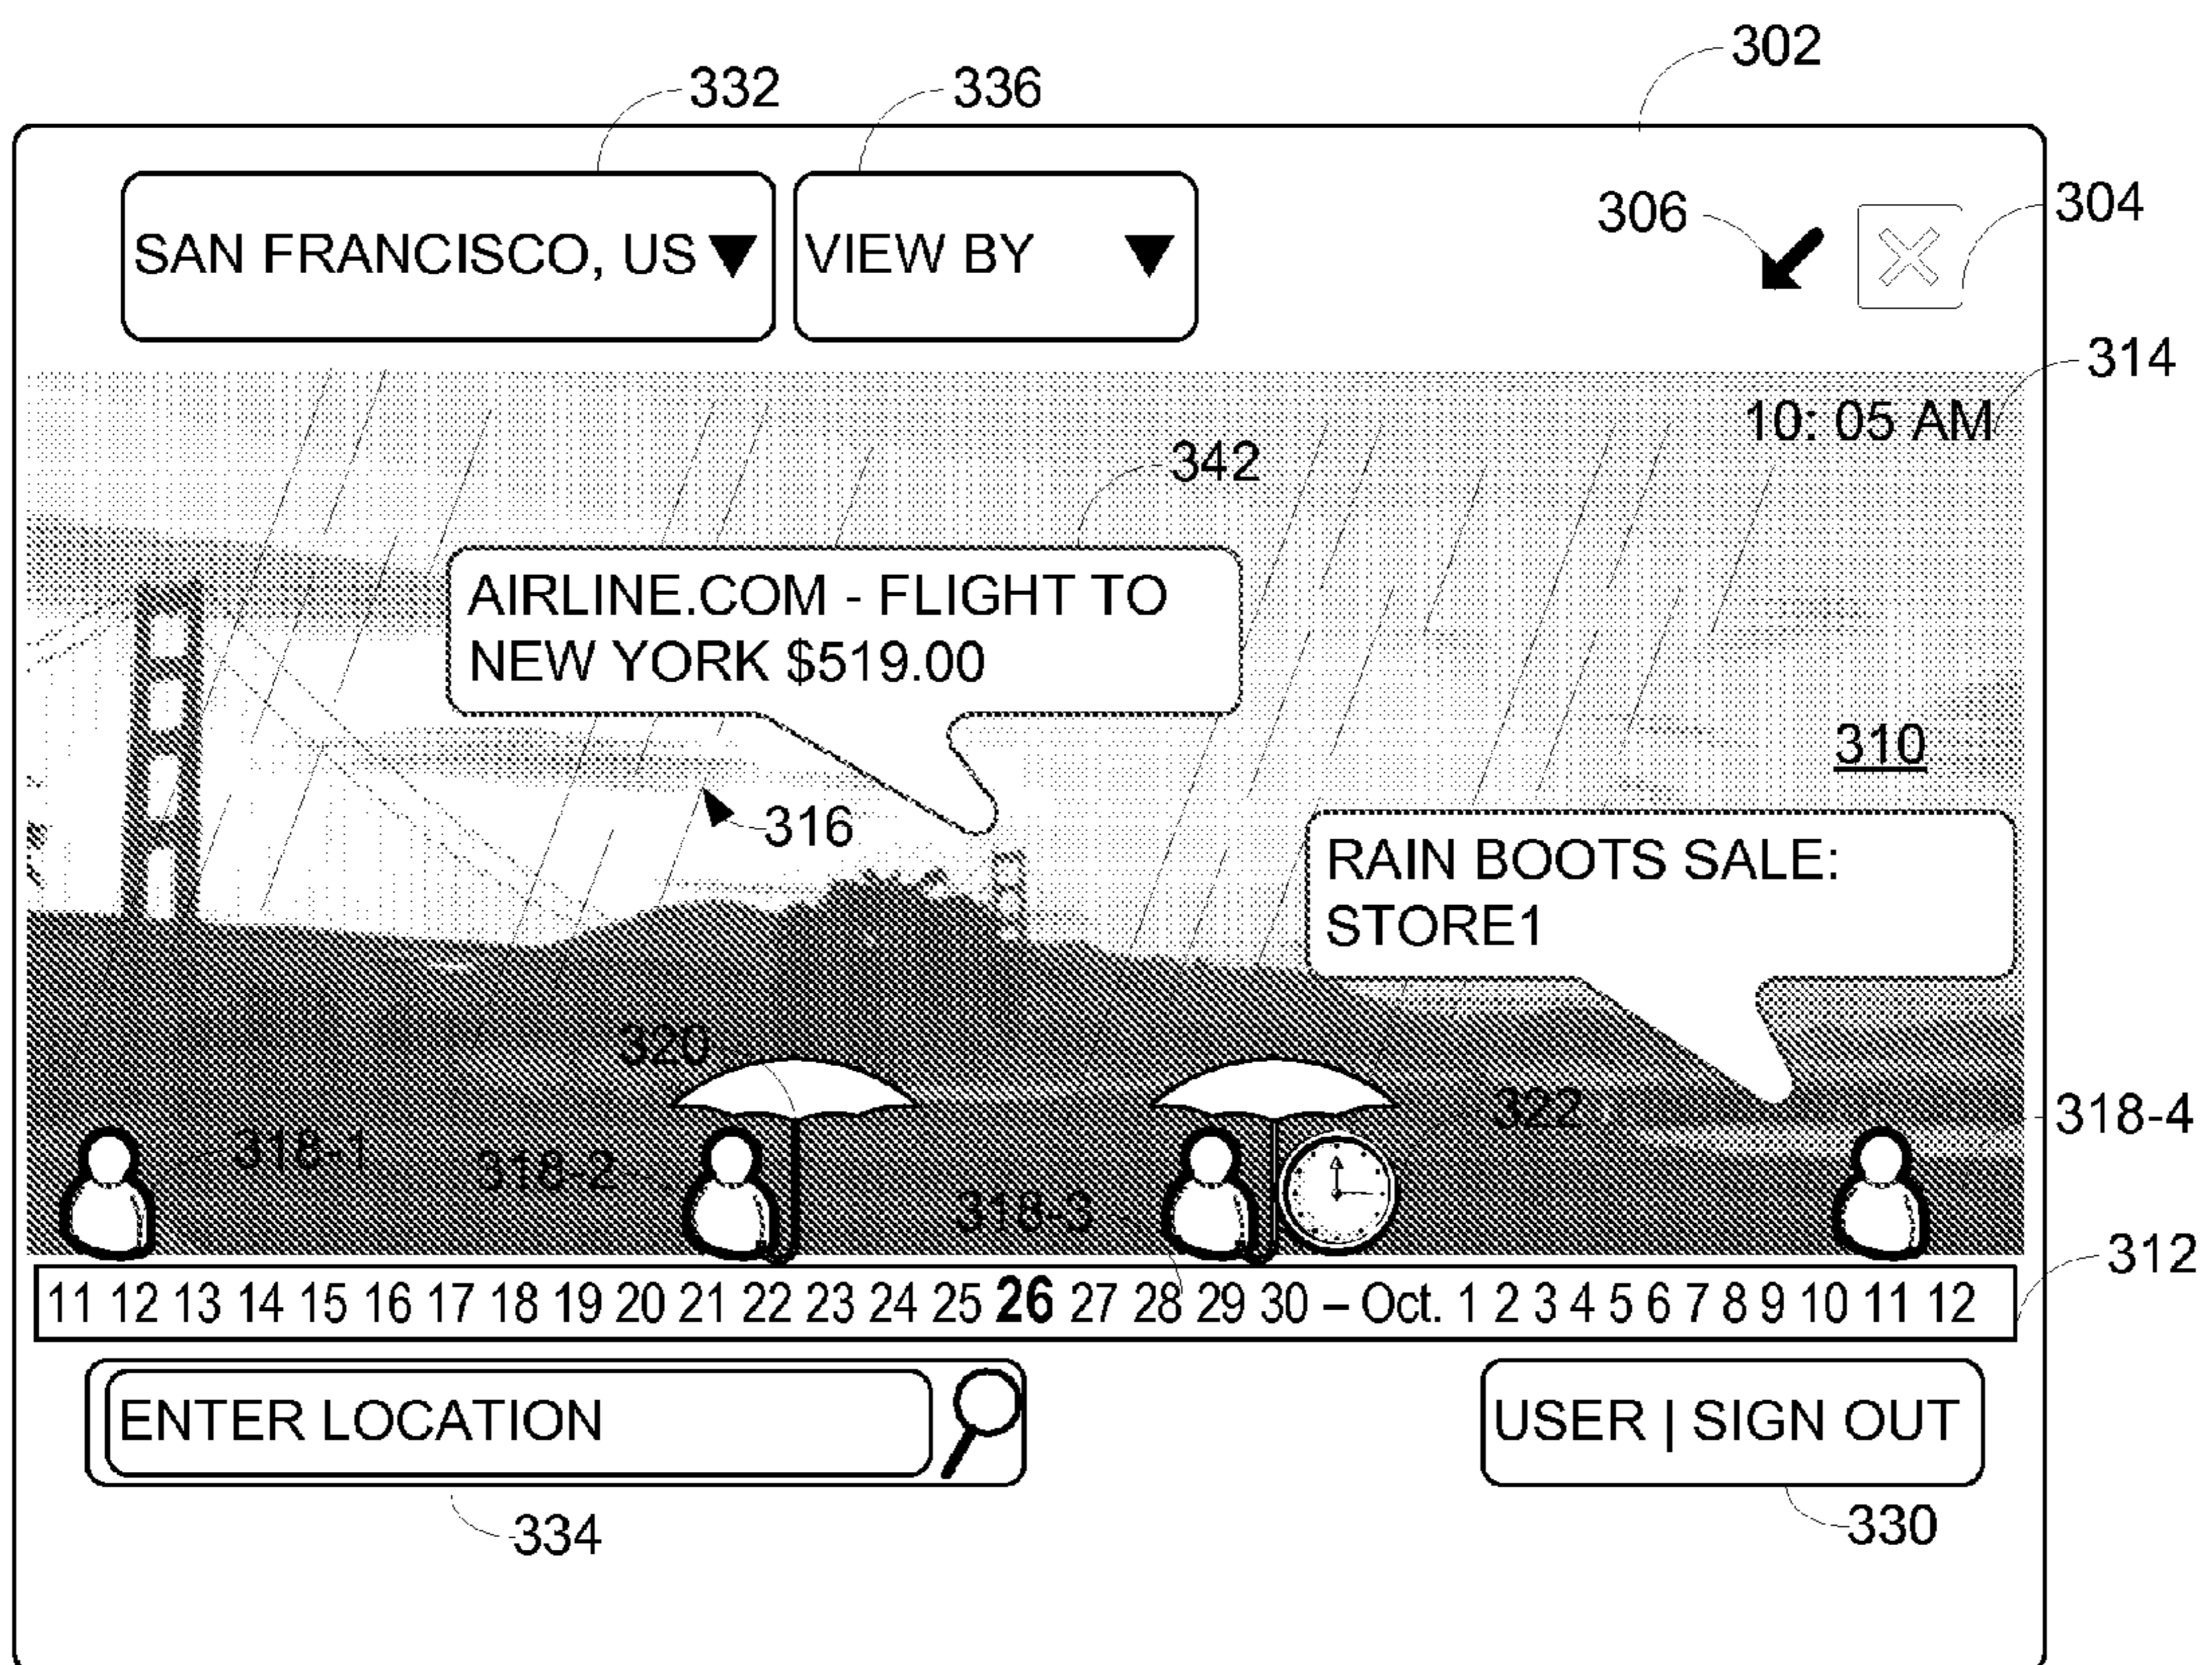 302
332
336
SAN FRANCISCO, US
VIEW BY
306
304
314
10: 05 AM
342
AIRLINE.COM - FLIGHT TO
NEW YORK $519.00
310
316
RAIN BOOTS SALE:
STORE1
320
322
318-4
318-1
318-2
318-3
312
11 12 13 14 15 16 17 18 19 20 21 22 23 24 25 26 27 28 29 30 – Oct. 1 2 3 4 5 6 7 8 9 10 11 12
ENTER LOCATION
USER | SIGN OUT
334
330